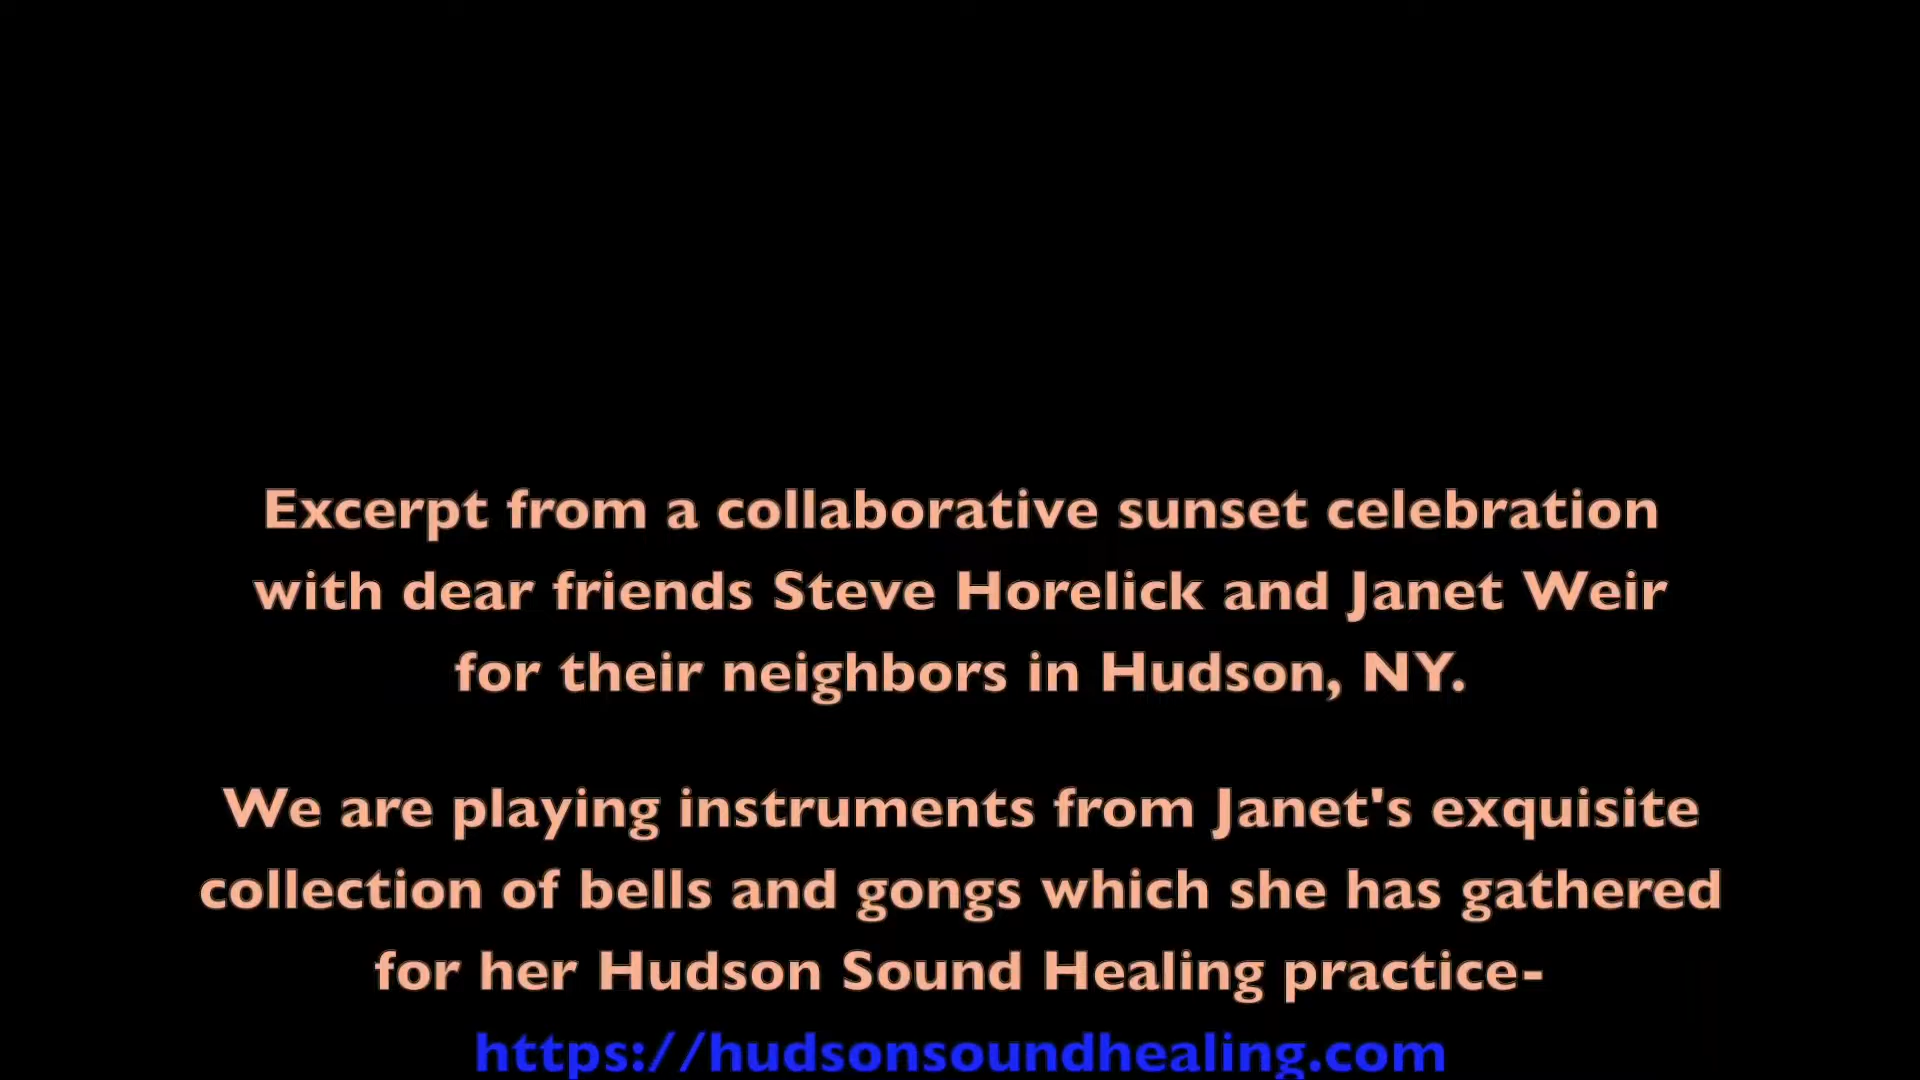 Excerpt from a collaborative sunset celebration
with dear friends Steve Horelick and Janet Weir
for their neighbors in Hudson, NY.
We are playing instruments from Janet's exquisite
collection of bells and gongs which she has gathered
for her Hudson Sound Healing practice-
https://hudsonsoundhealing.com